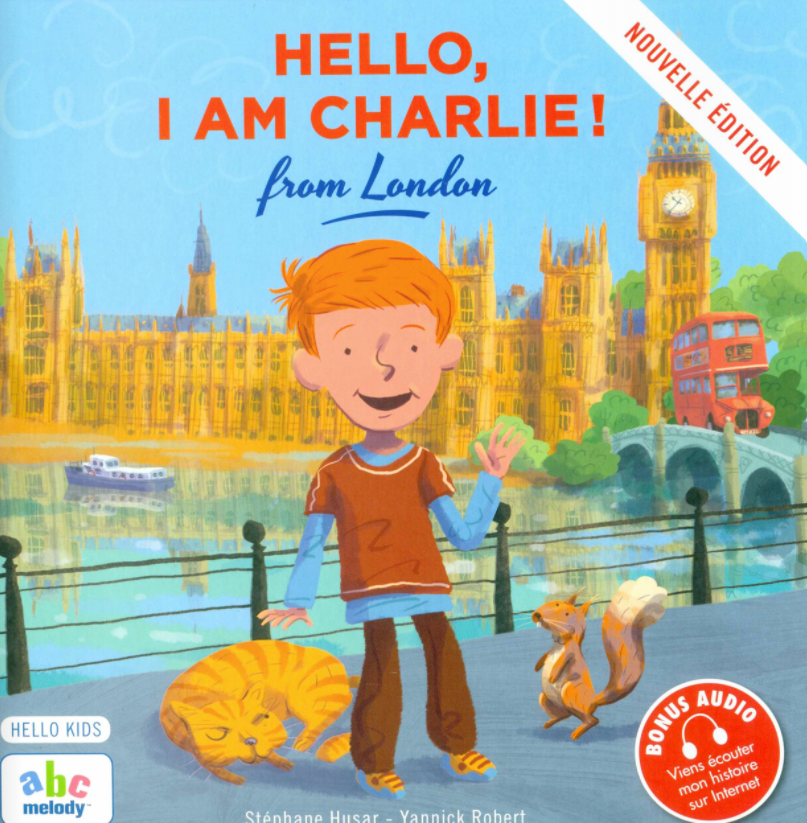 HELLO,
I AM CHARLIE !
from London
NOUVELLE ÉDITION
HELLO KIDS
abc
melody™
BONUS AUDIO
Viens écouter
mon histoire
sur Internet
Stéphane Husar - Yannick Robert